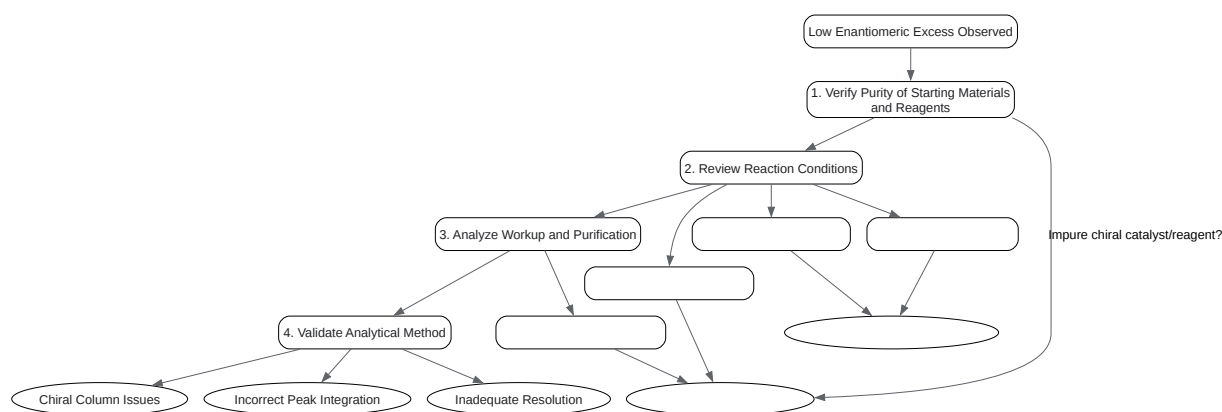 Low Enantiomeric Excess Observed
1. Verify Purity of Starting Materials
and Reagents
2. Review Reaction Conditions
3. Analyze Workup and Purification
Impure chiral catalyst/reagent?
4. Validate Analytical Method
Chiral Column Issues
Incorrect Peak Integration
Inadequate Resolution